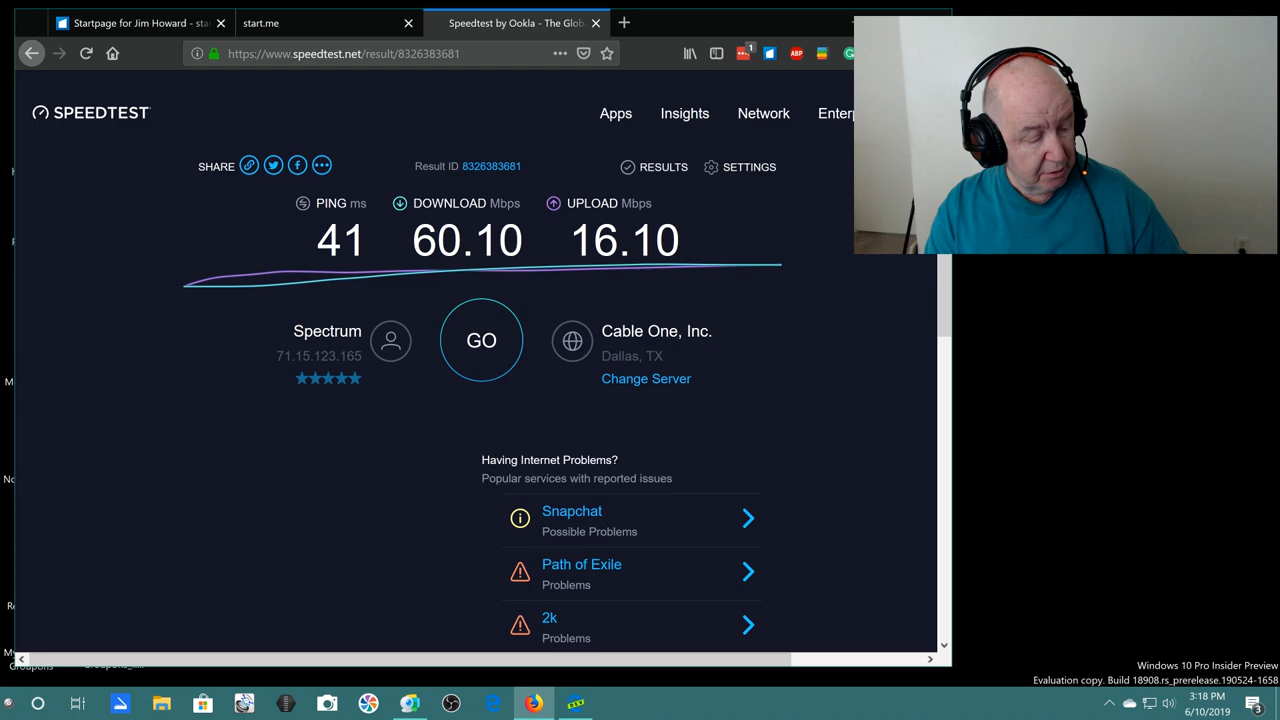 Startpage for Jim Howard - sta
start.me
Speedtest by Ookla - The Glob
https://www.speedtest.net/result/8326383681
1
ABP
SPEEDTEST
Apps
Insights
Network
Enter
SHARE
Result ID 8326383681
RESULTS
SETTINGS
PING ms
DOWNLOAD Mbps
UPLOAD Mbps
41
60.10
16.10
Spectrum
71.15.123.165
GO
Cable One, Inc.
Dallas, TX
Change Server
Having Internet Problems?
Popular services with reported issues
Snapchat
Possible Problems
Path of Exile
Problems
2k
Problems
Windows 10 Pro Insider Preview
Evaluation copy. Build 18908.rs_prerelease.190524-1658
3:18 PM
6/10/2019
3